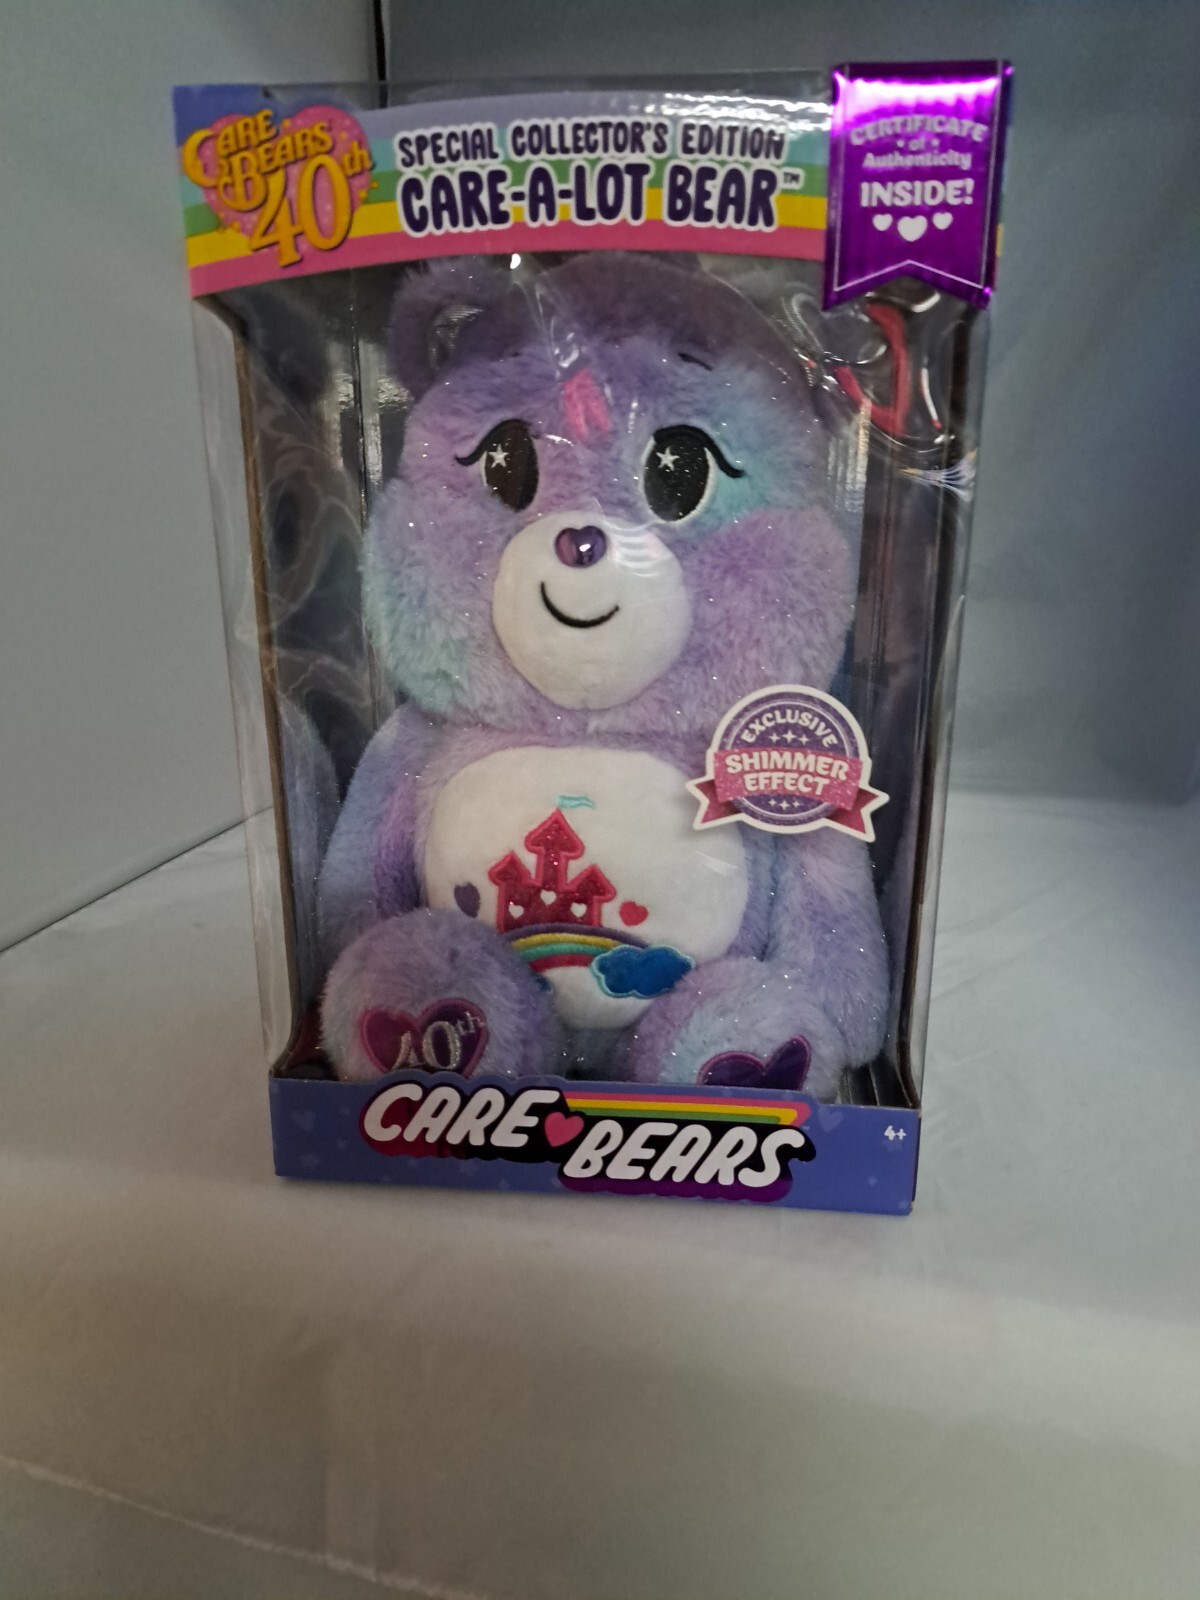 CARE
BEARS
40th
SPECIAL COLLECTOR'S EDITION
CARE-A-LOT BEAR™
CERTIFICATE
of
Authenticity
INSIDE!
EXCLUSIVE
SHIMMER
EFFECT
40th
CARE
BEARS
4+